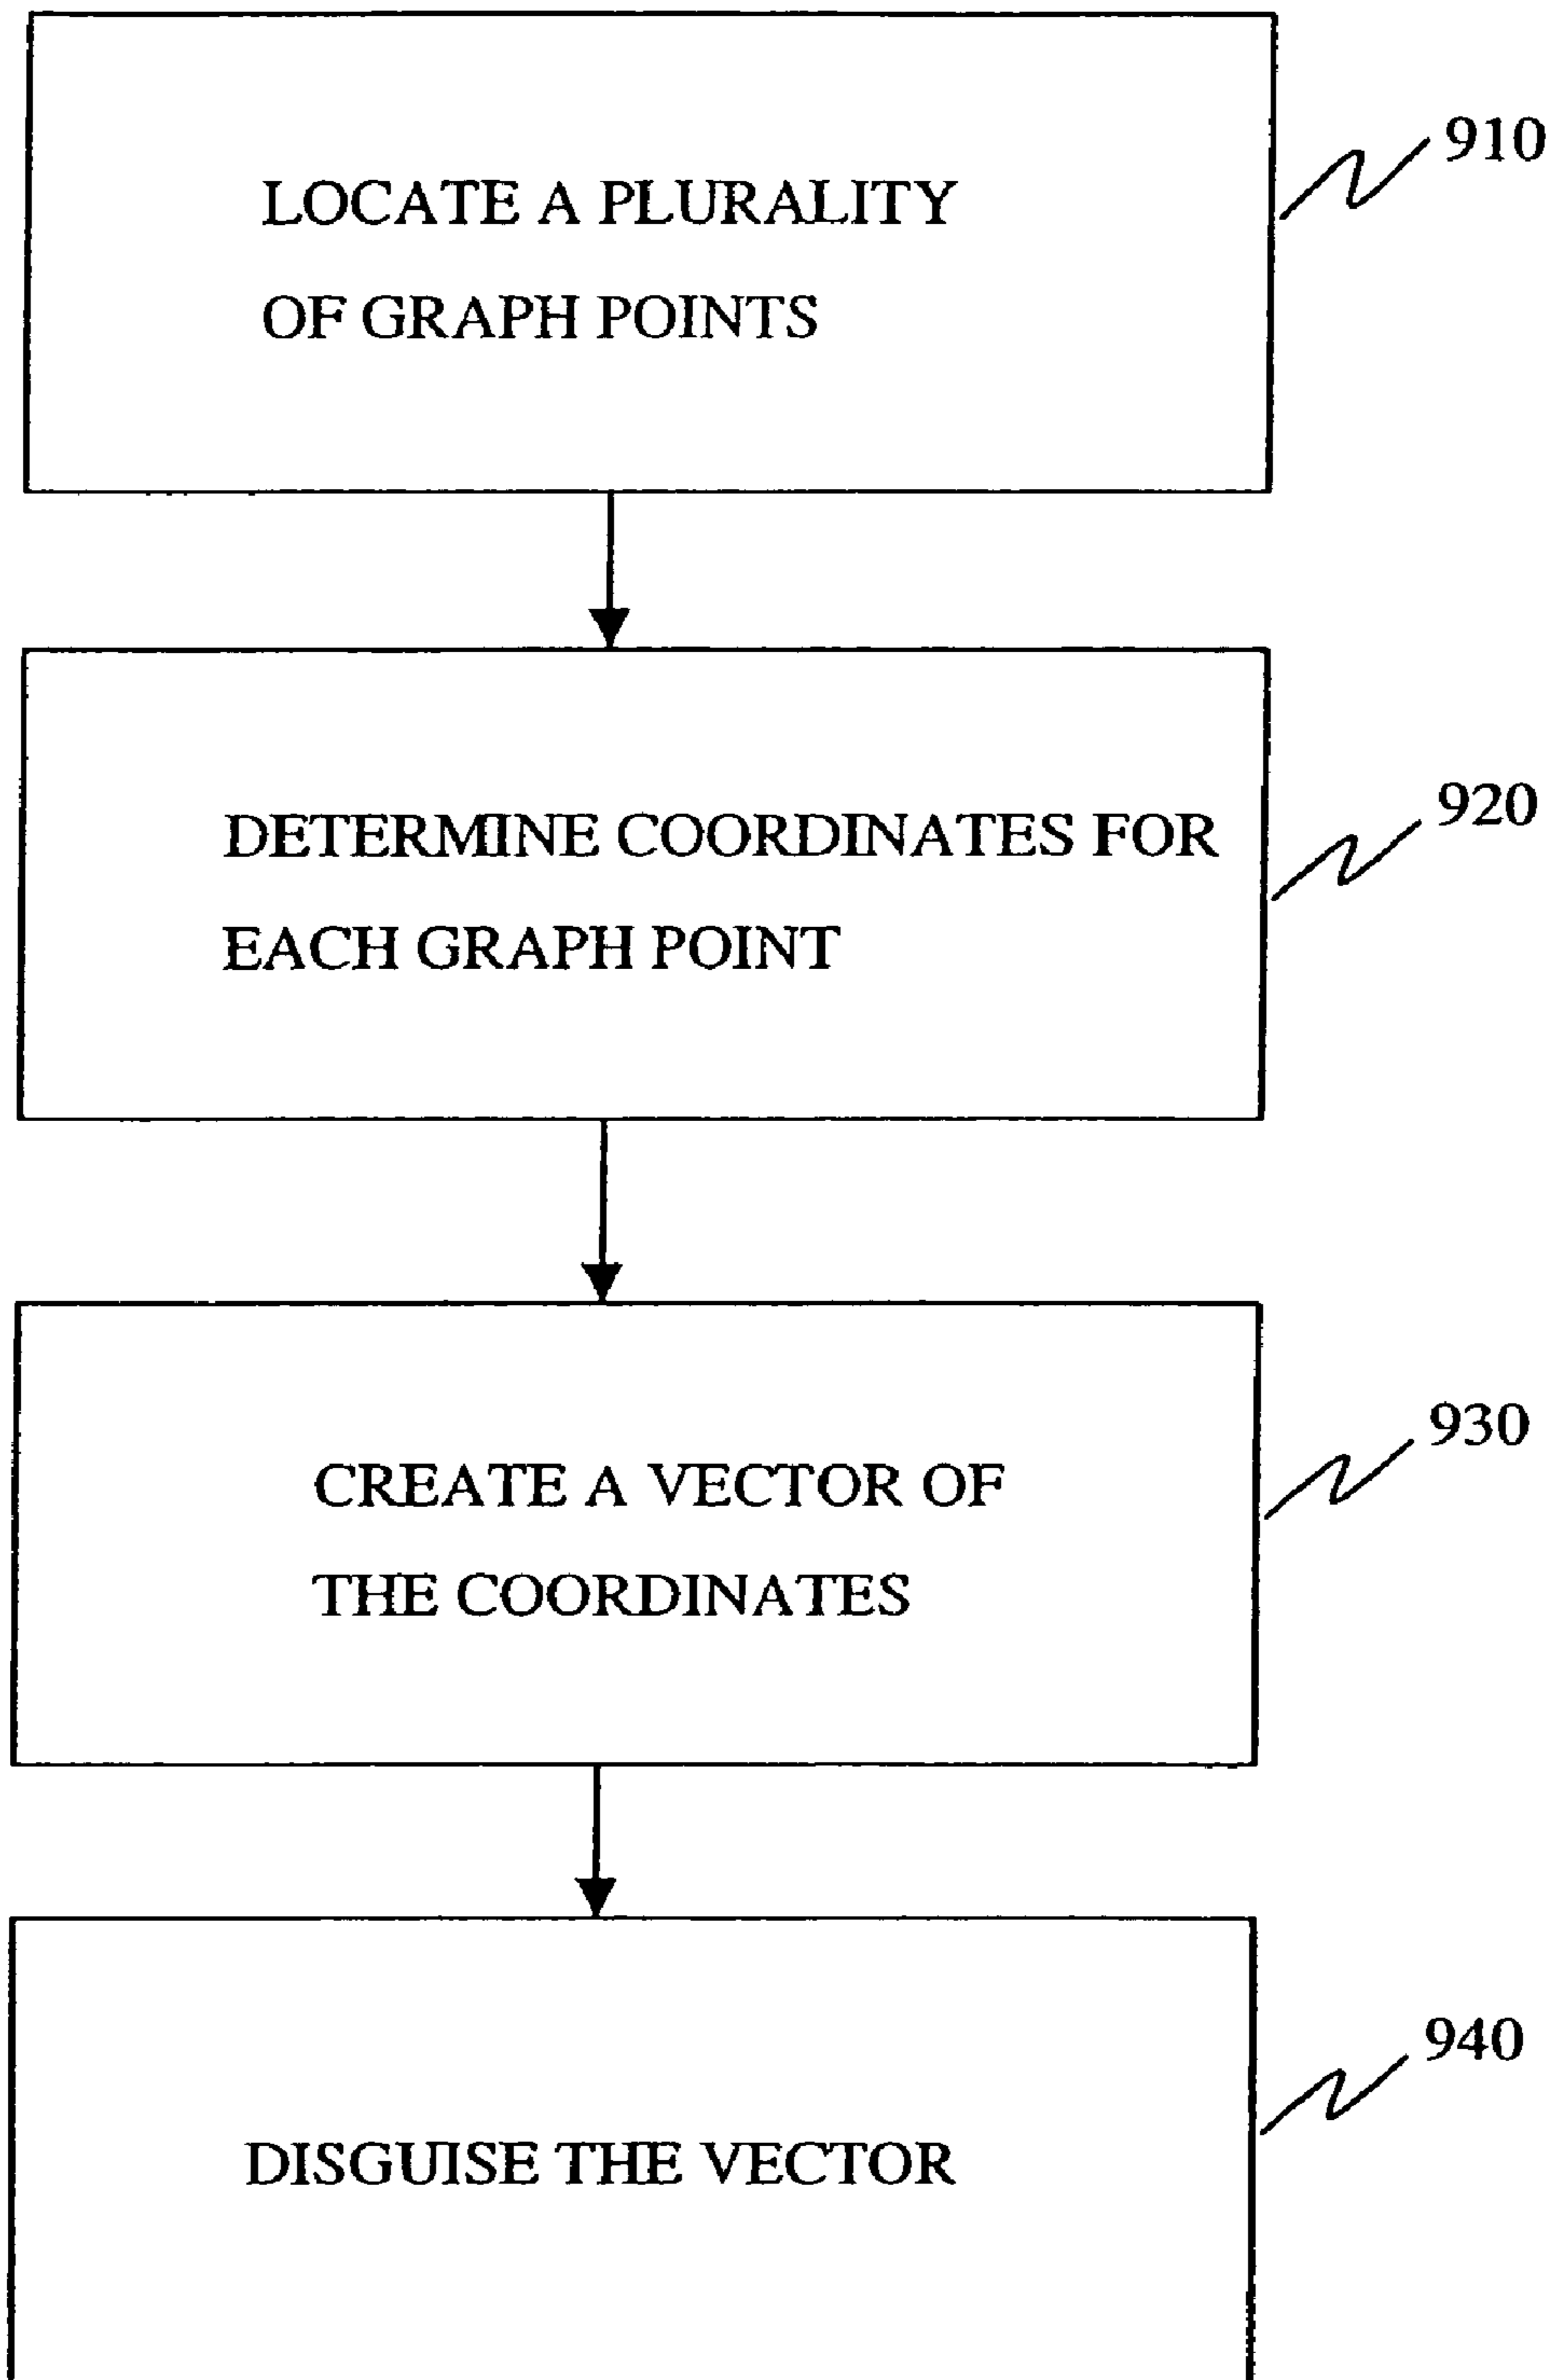 910
LOCATE A PLURALITY
OF GRAPH POINTS
920
DETERMINE COORDINATES FOR
EACH GRAPH POINT
930
CREATE A VECTOR OF
THE COORDINATES
940
DISGUISE THE VECTOR